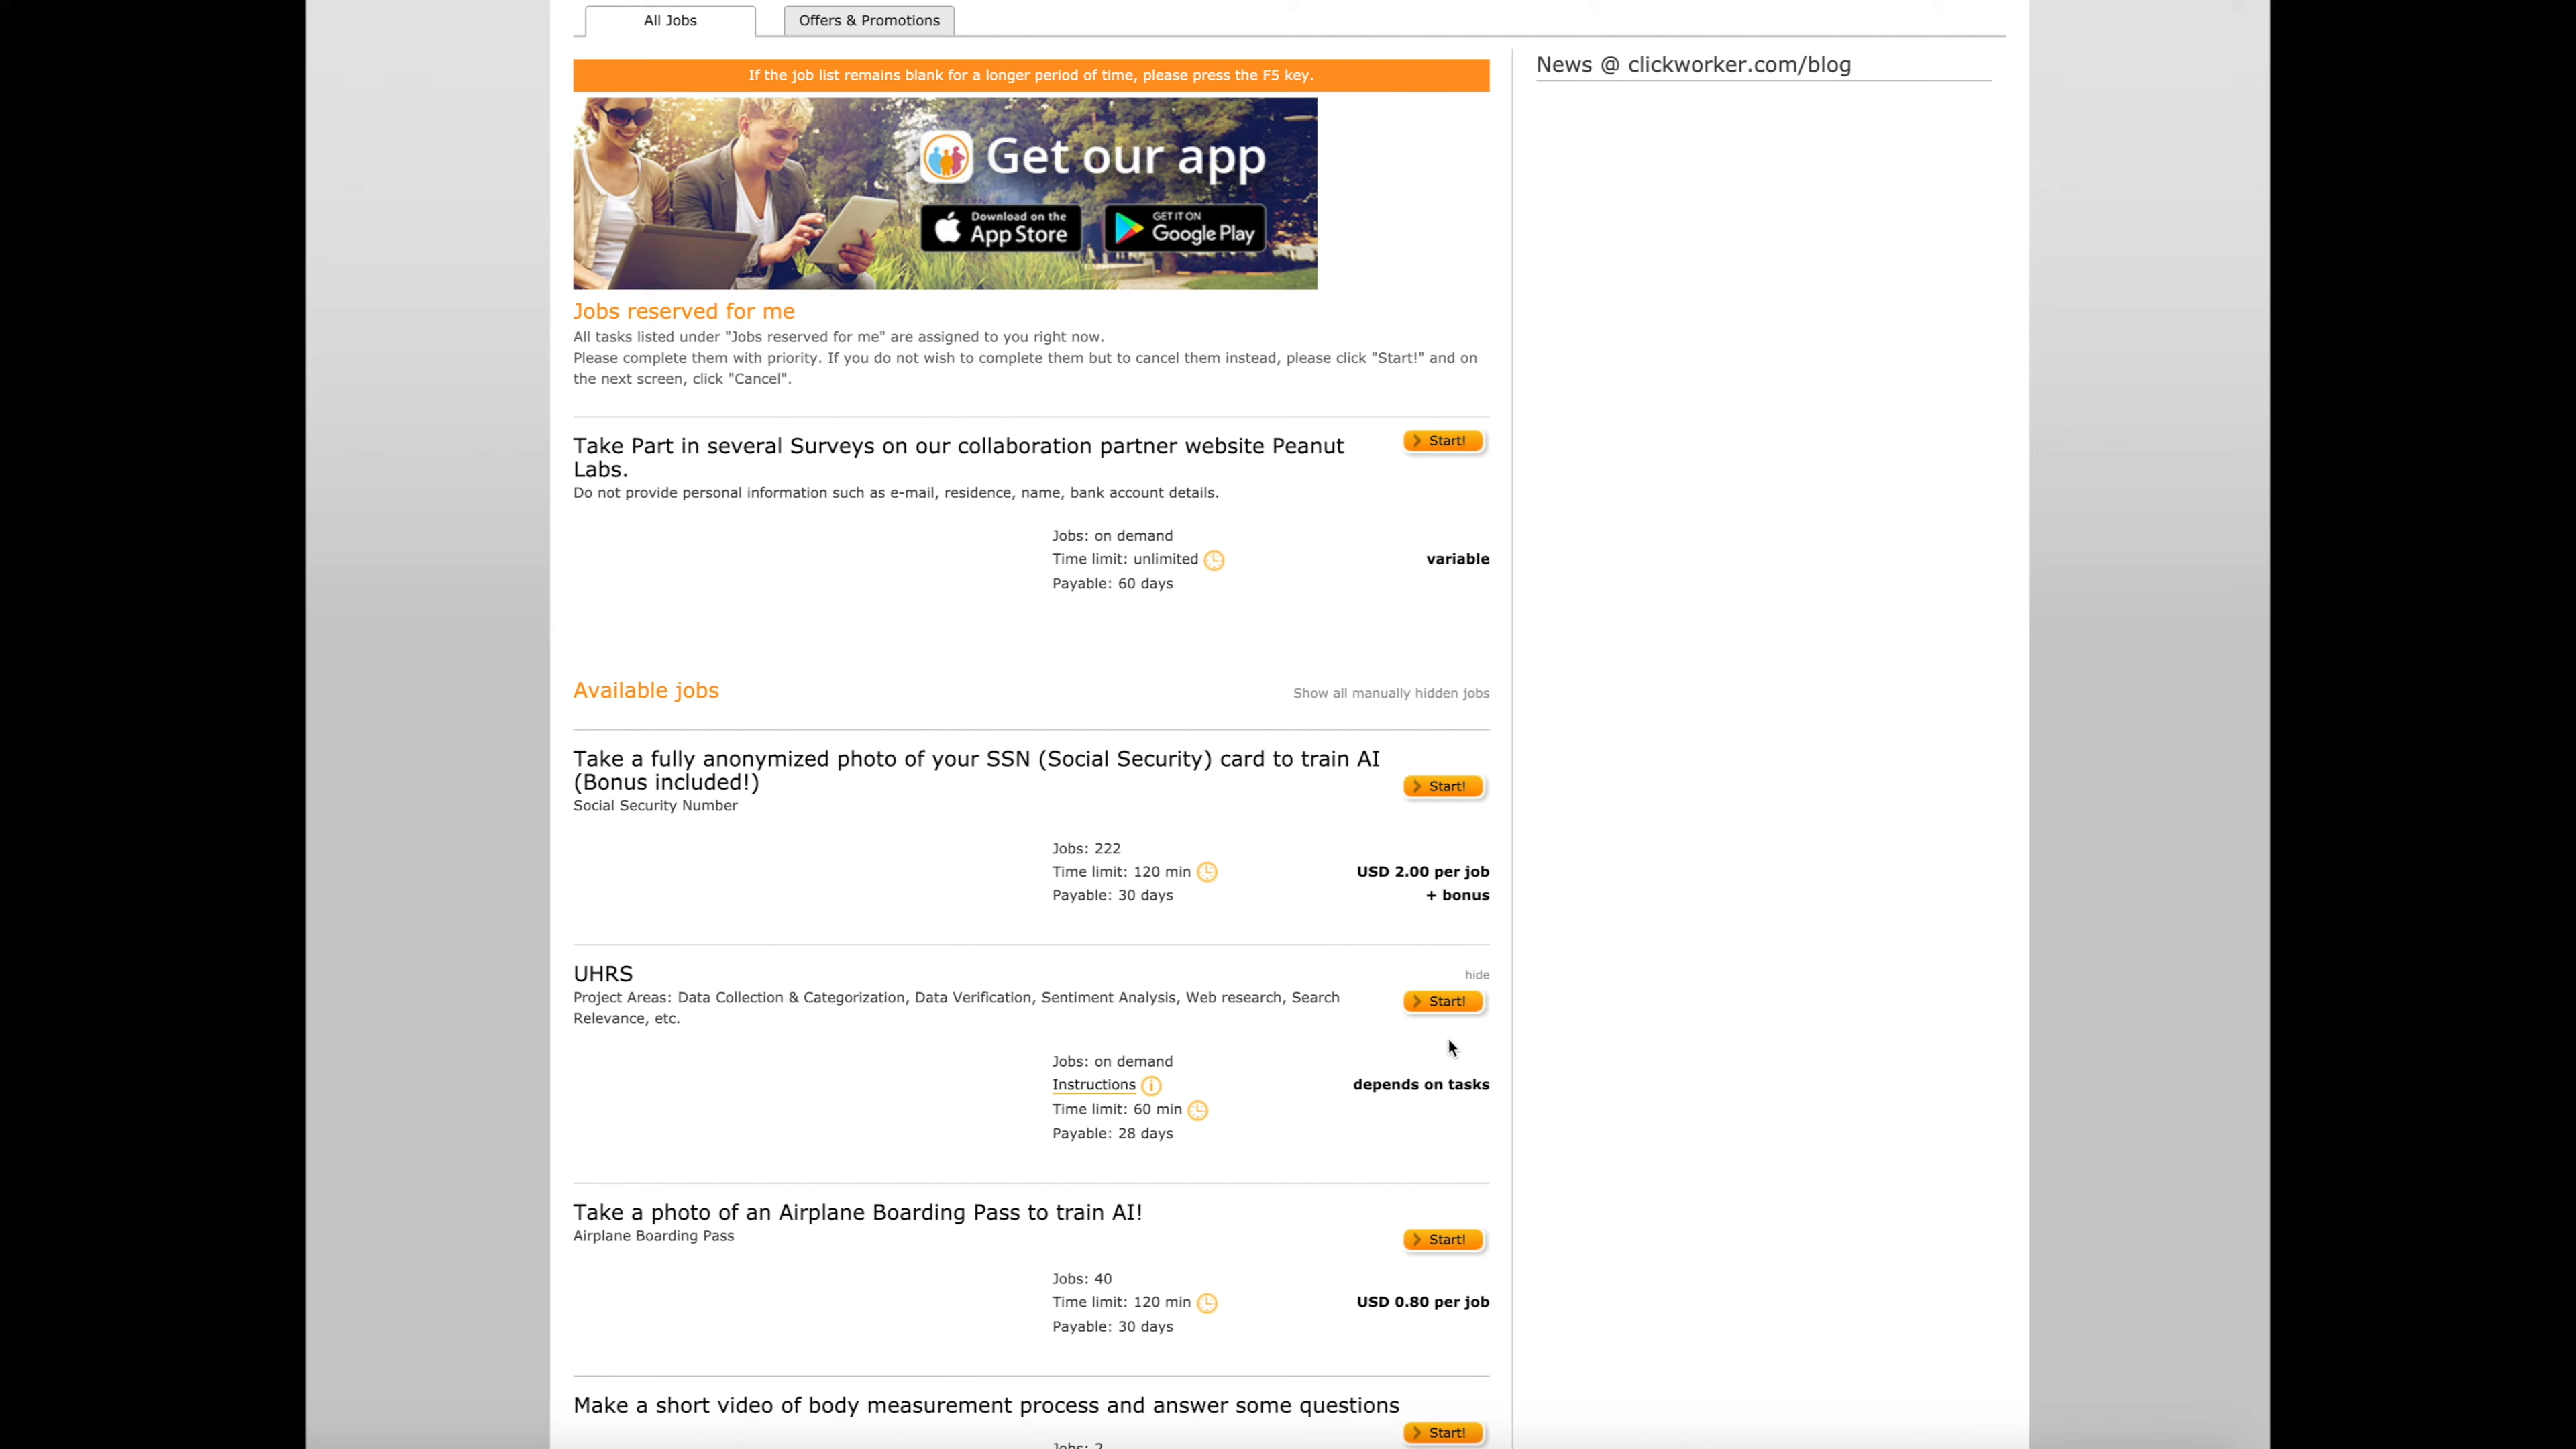 All Jobs
Offers & Promotions
If the job list remains blank for a longer period of time, please press the F5 key.
News @ clickworker.com/blog
Get our app
Download on the
App Store
GET IT ON
Google Play
Jobs reserved for me
All tasks listed under "Jobs reserved for me" are assigned to you right now.
Please complete them with priority. If you do not wish to complete them but to cancel them instead, please click "Start!" and on
the next screen, click "Cancel".
Take Part in several Surveys on our collaboration partner website Peanut
Labs.
Start!
Do not provide personal information such as e-mail, residence, name, bank account details.
Jobs: on demand
Time limit: unlimited
variable
Payable: 60 days
Available jobs
Show all manually hidden jobs
Take a fully anonymized photo of your SSN (Social Security) card to train AI
(Bonus included!)
Start!
Social Security Number
Jobs: 222
Time limit: 120 min
USD 2.00 per job
Payable: 30 days
+ bonus
UHRS
hide
Project Areas: Data Collection & Categorization, Data Verification, Sentiment Analysis, Web research, Search
Relevance, etc.
Start!
Jobs: on demand
Instructions
depends on tasks
Time limit: 60 min
Payable: 28 days
Take a photo of an Airplane Boarding Pass to train AI!
Airplane Boarding Pass
Start!
Jobs: 40
Time limit: 120 min
USD 0.80 per job
Payable: 30 days
Make a short video of body measurement process and answer some questions
Start!
Jobs: 2